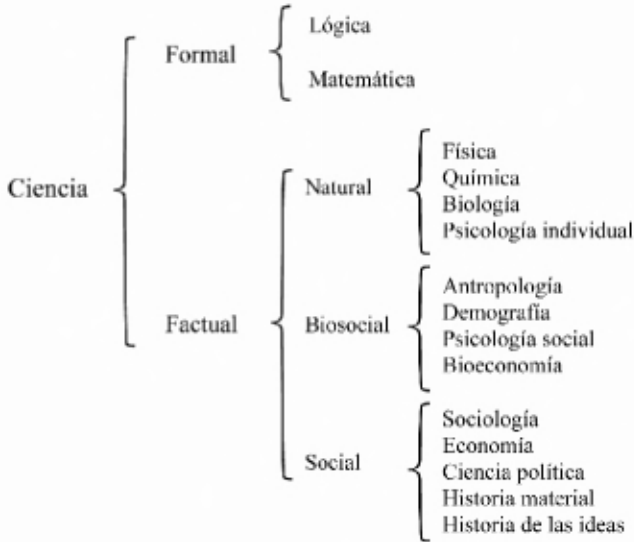 Ciencia
Formal
Lógica
Matemática
Factual
Natural
Física
Química
Biología
Psicología individual
Biosocial
Antropología
Demografía
Psicología social
Bioeconomía
Social
Sociología
Economía
Ciencia política
Historia material
Historia de las ideas